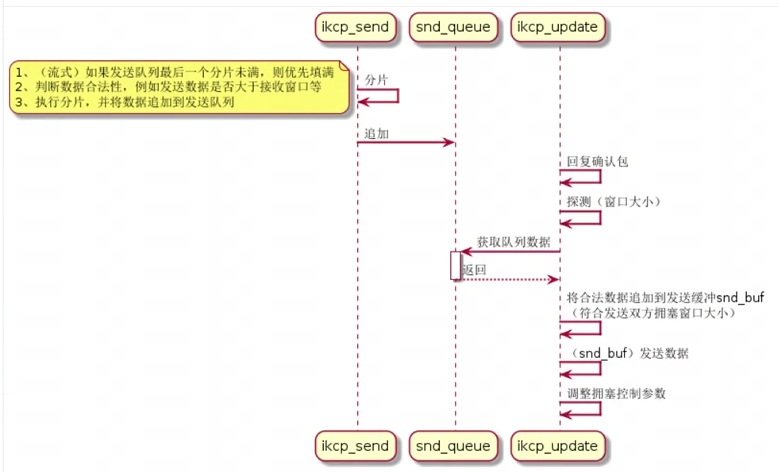 ikcp_send snd_queue ikcp_update
1、（流式）如果发送队列最后一个分片未满，则优先填满
2、判断数据合法性，例如发送数据是否大于接收窗口等
3、执行分片，并将数据追加到发送队列
分片
追加
回复确认包
探测（窗口大小）
获取队列数据
返回
将合法数据追加到发送缓冲snd_buf
（符合发送双方拥塞窗口大小）
（snd_buf）发送数据
调整拥塞控制参数
ikcp_send snd_queue ikcp_update